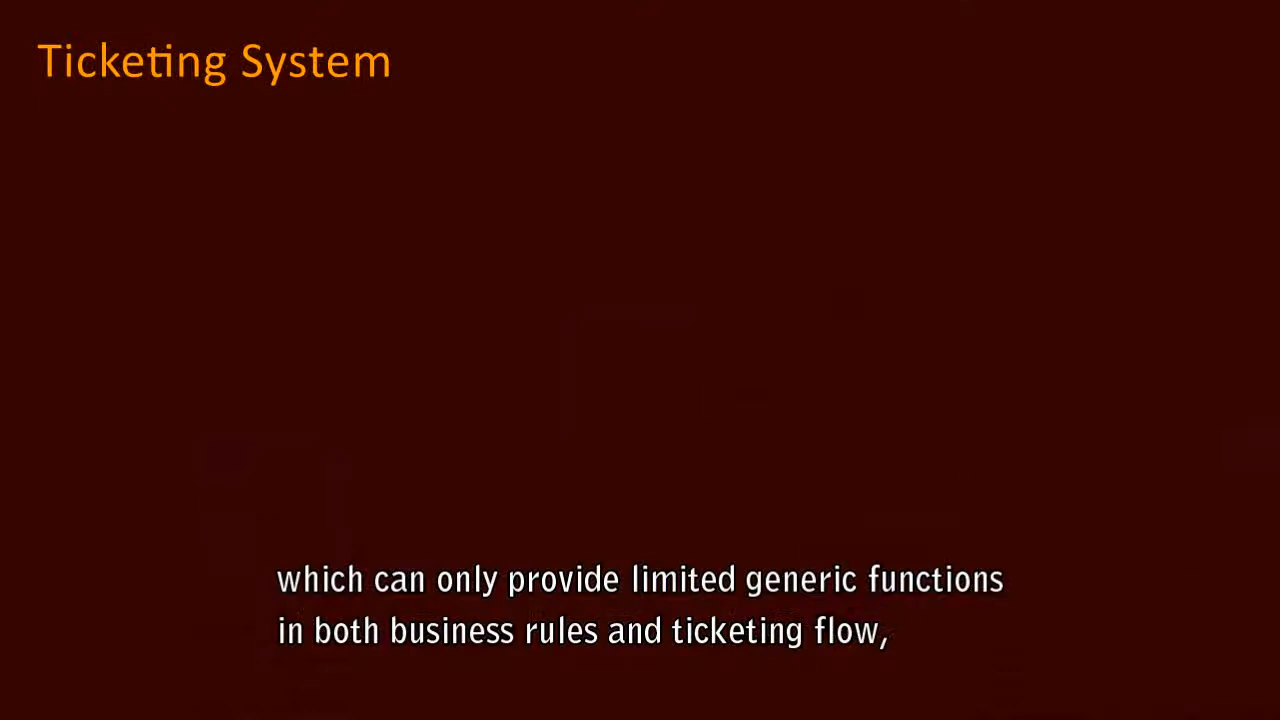 Ticketing System
which can only provide limited generic functions
in both business rules and ticketing flow,